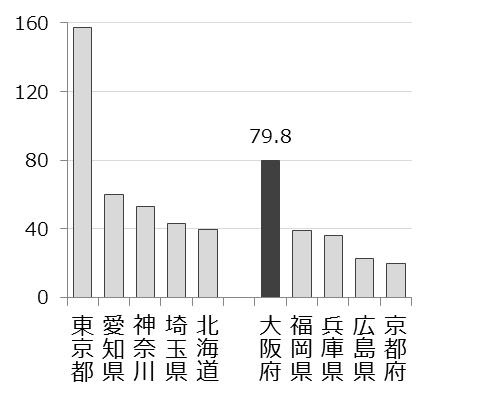 160
120
80
40
0
79.8
東京都
愛知県
神奈川
埼玉県
北海道
大阪府
福岡県
兵庫県
広島県
京都府